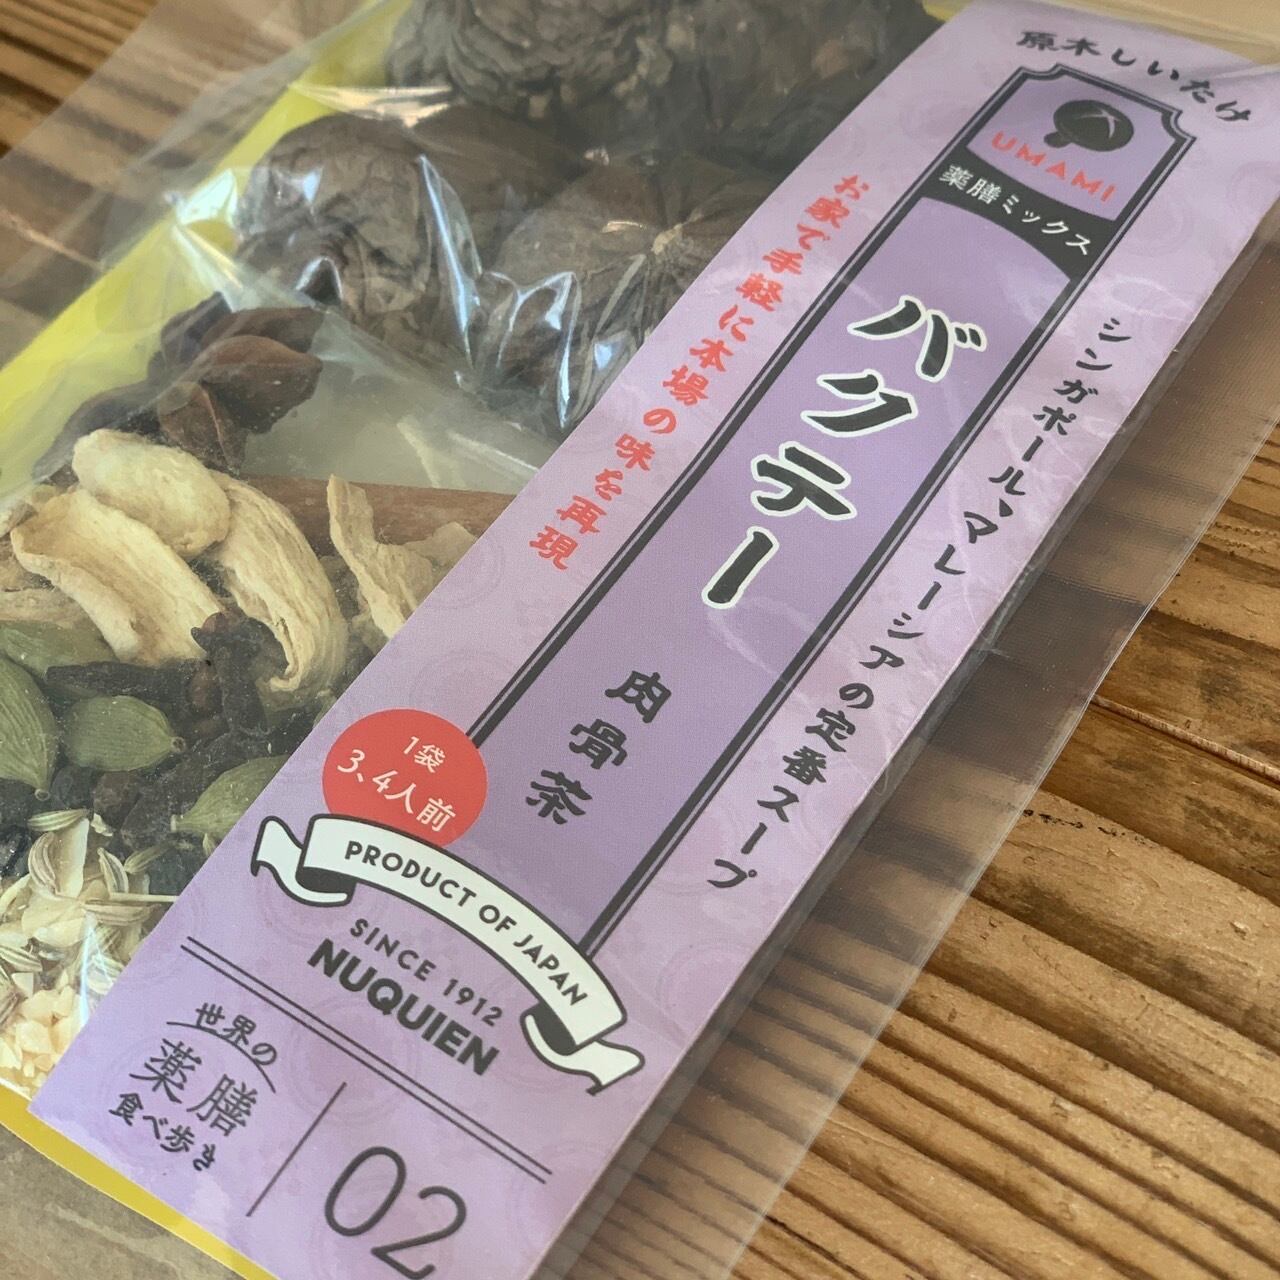 原木しいたけ
UMAMI
薬膳ミックス
シンガポール、マレーシアの定番スープ
バクテー
肉骨茶
お家で手軽に本場の味を再現
1袋
3、4人前
PRODUCT OF JAPAN
SINCE 1912
NUQUIEN
世界の
薬膳
食べ歩き
02